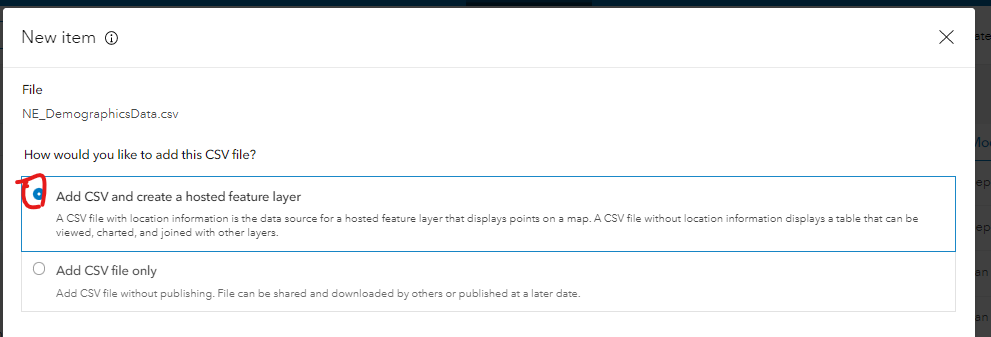 New item
File
NE_DemographicsData.csv
How would you like to add this CSV file?
Add CSV and create a hosted feature layer
A CSV file with location information is the data source for a hosted feature layer that displays points on a map. A CSV file without location information displays a table that can be
viewed, charted, and joined with other layers.
Add CSV file only
Add CSV file without publishing. File can be shared and downloaded by others or published at a later date.